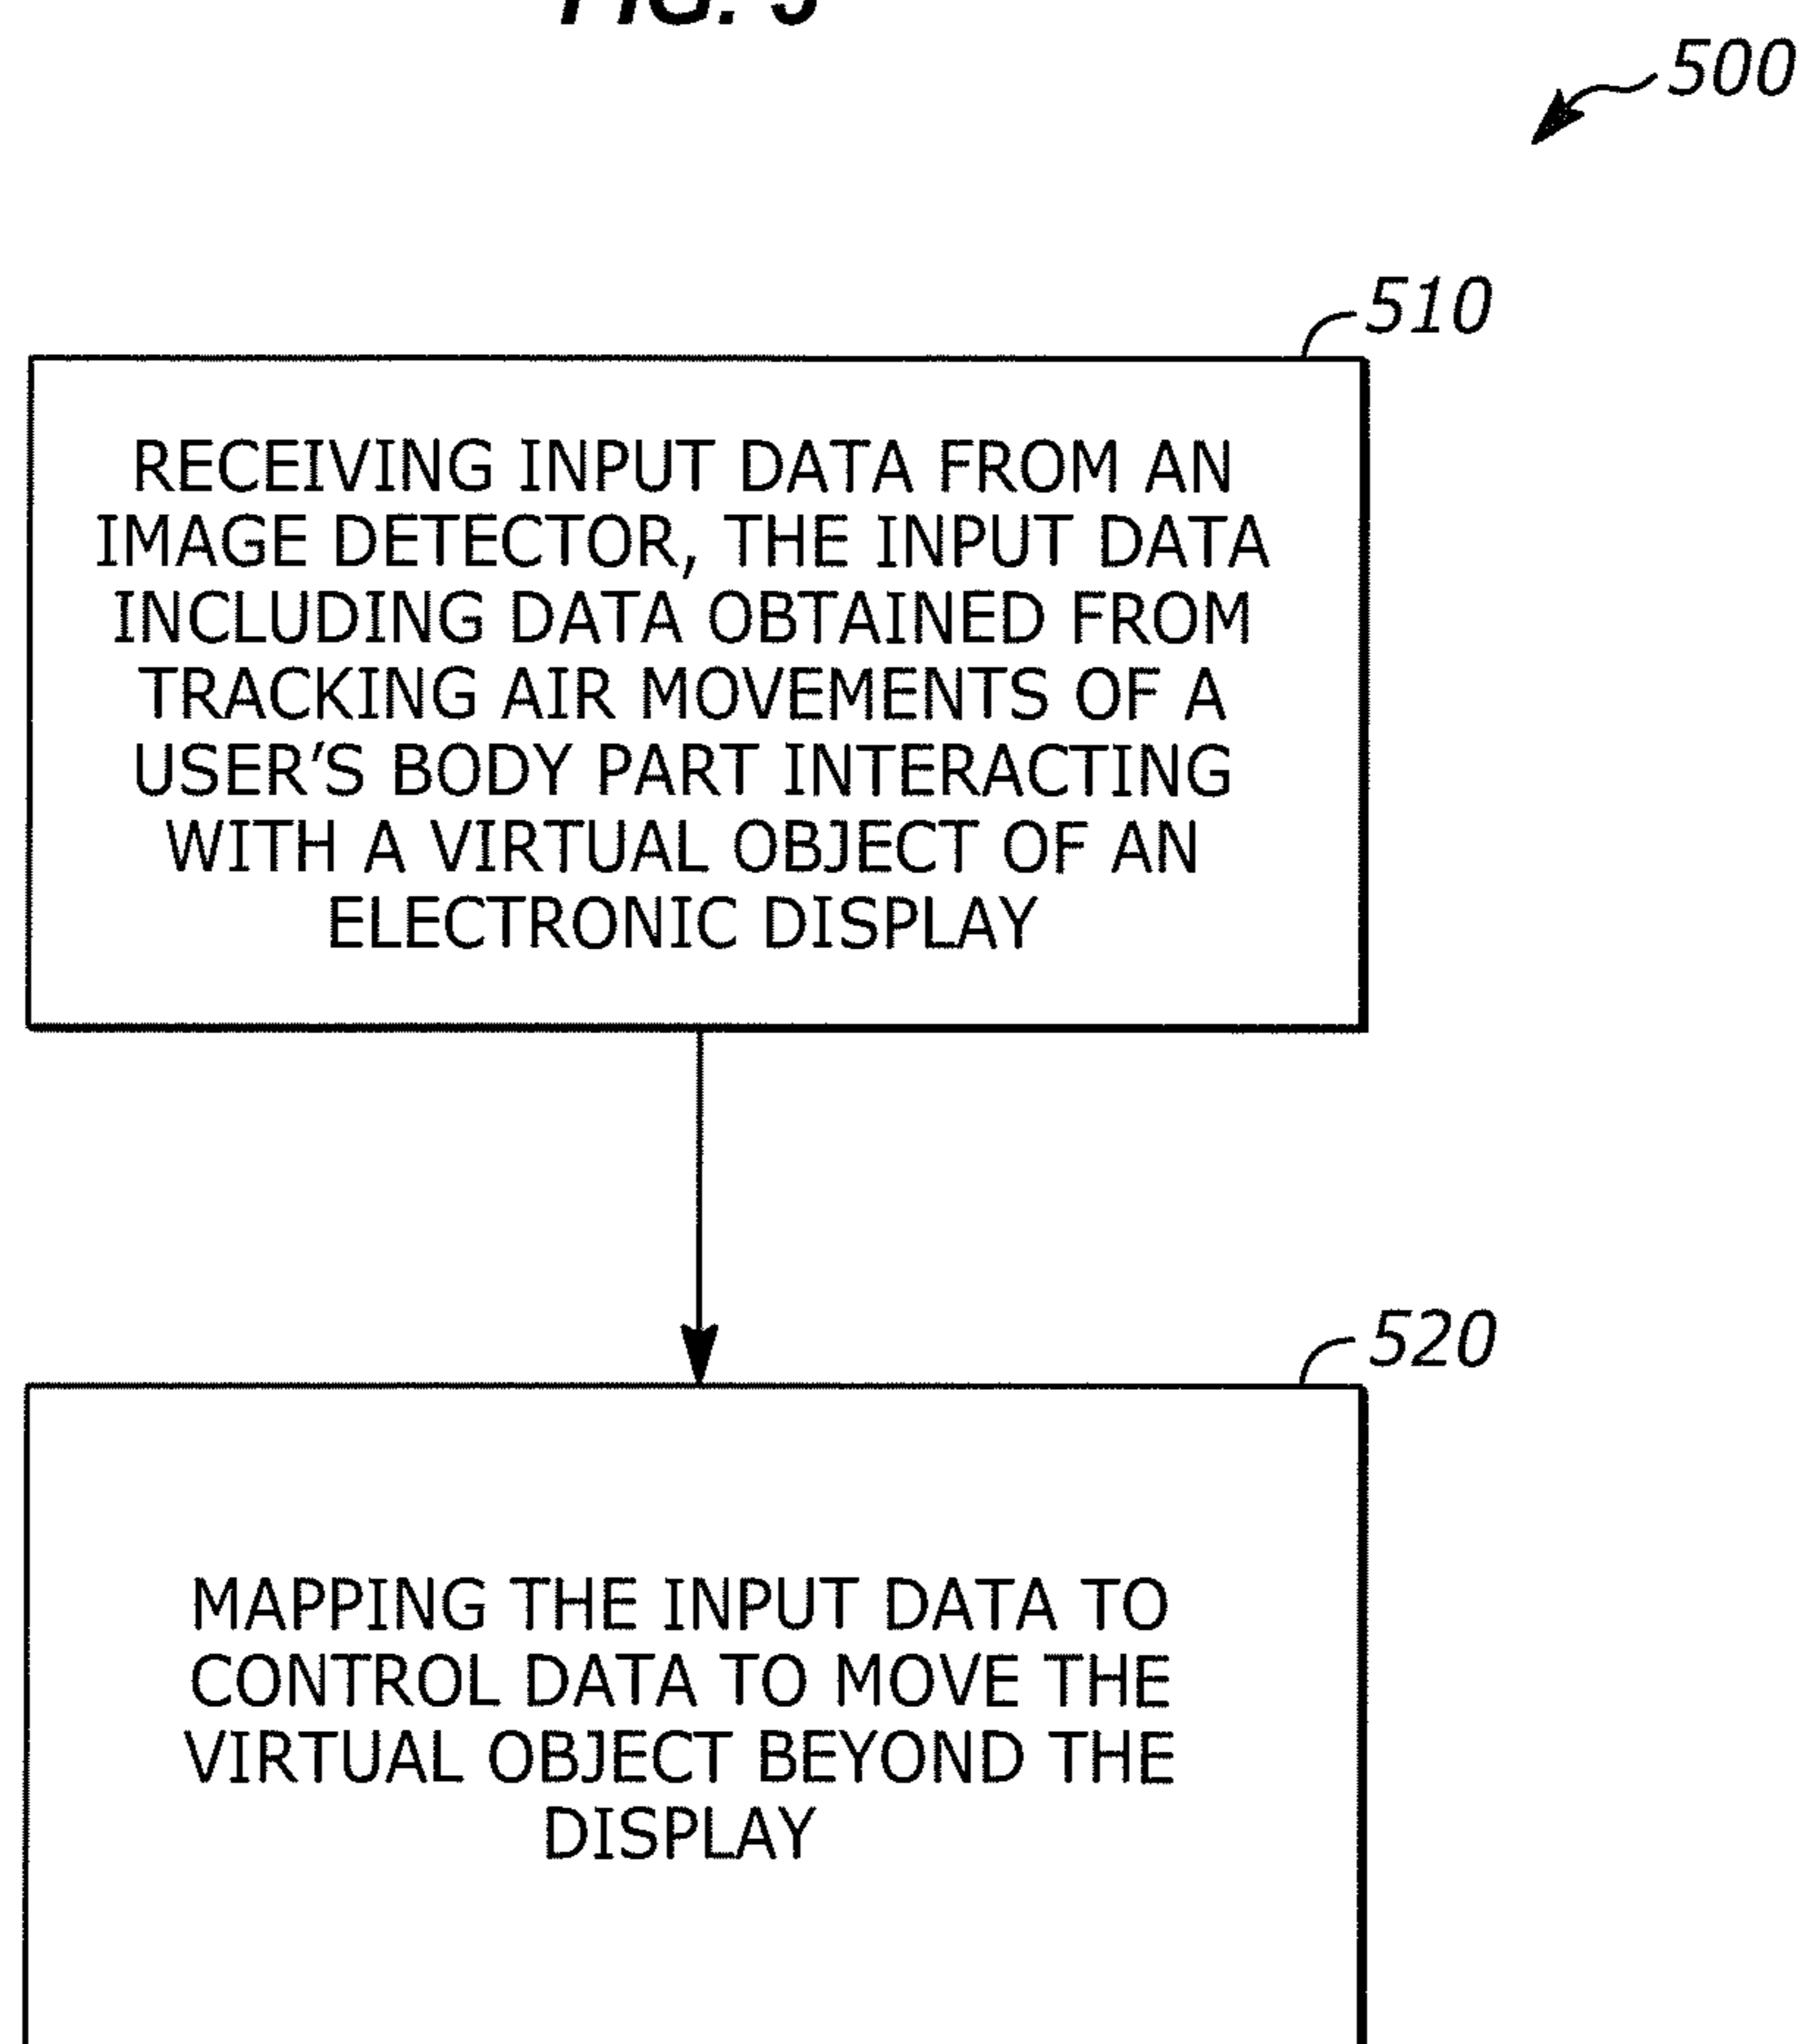 FIG.
500
510
RECEIVING INPUT DATA FROM AN
IMAGE DETECTOR, THE INPUT DATA
INCLUDING DATA OBTAINED FROM
TRACKING AIR MOVEMENTS OF A
USER’S BODY PART INTERACTING
WITH A VIRTUAL OBJECT OF AN
ELECTRONIC DISPLAY
520
MAPPING THE INPUT DATA TO
CONTROL DATA TO MOVE THE
VIRTUAL OBJECT BEYOND THE
DISPLAY